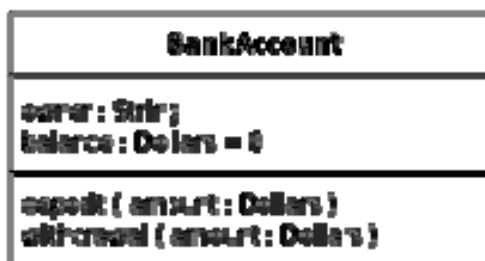 BankAccount
owner : String
balance : Dollars = 0
deposit ( amount : Dollars )
withdrawal ( amount : Dollars )